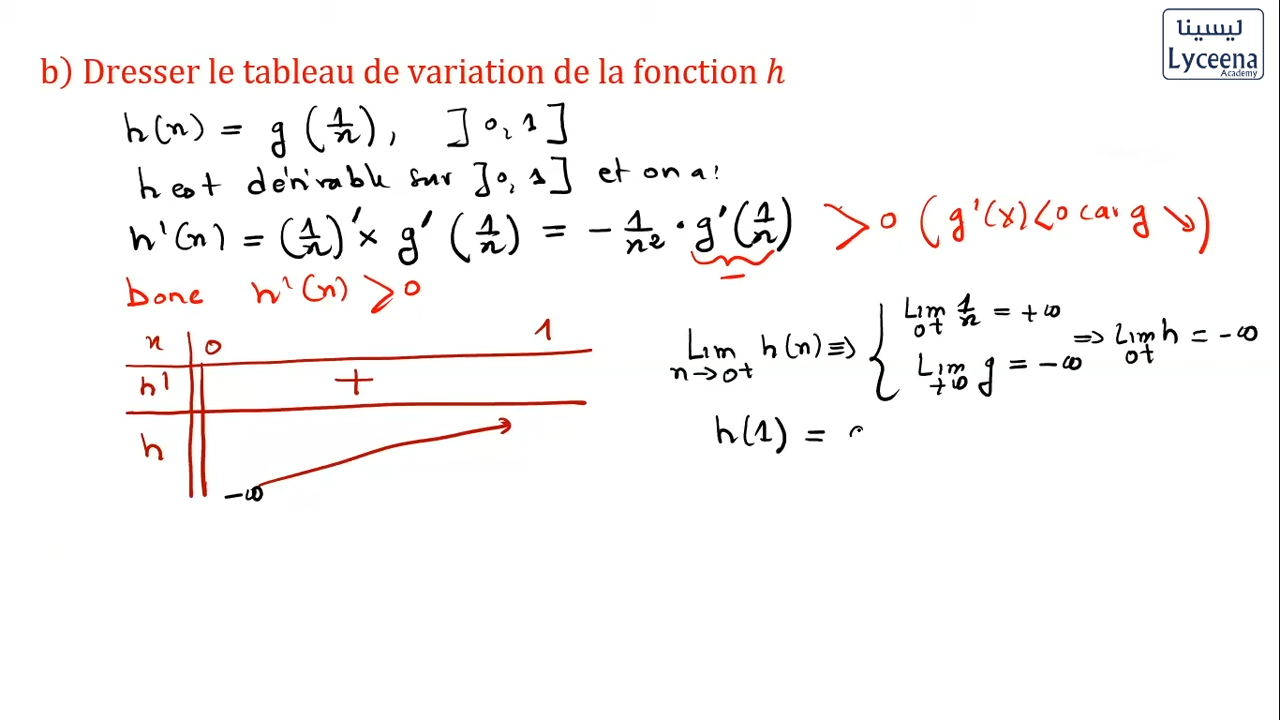 ليسينا
Lyceena
Academy
b) Dresser le tableau de variation de la fonction h
h(x) = g(1/x), ]0,1]
h est dérivable sur ]0,1] et on a :
h'(x) = (1/x)' × g'(1/x) = -1/x² · g'(1/x) > 0 (g'(x)<0 car g ↘)
−
Donc h'(x) > 0
x 0 1
h' +
h
-∞
Lim h(x) ≡> { Lim 1/x = +∞ => Lim h = -∞
x→0+ 0+ 0+
Lim g = -∞
+∞
h(1) =